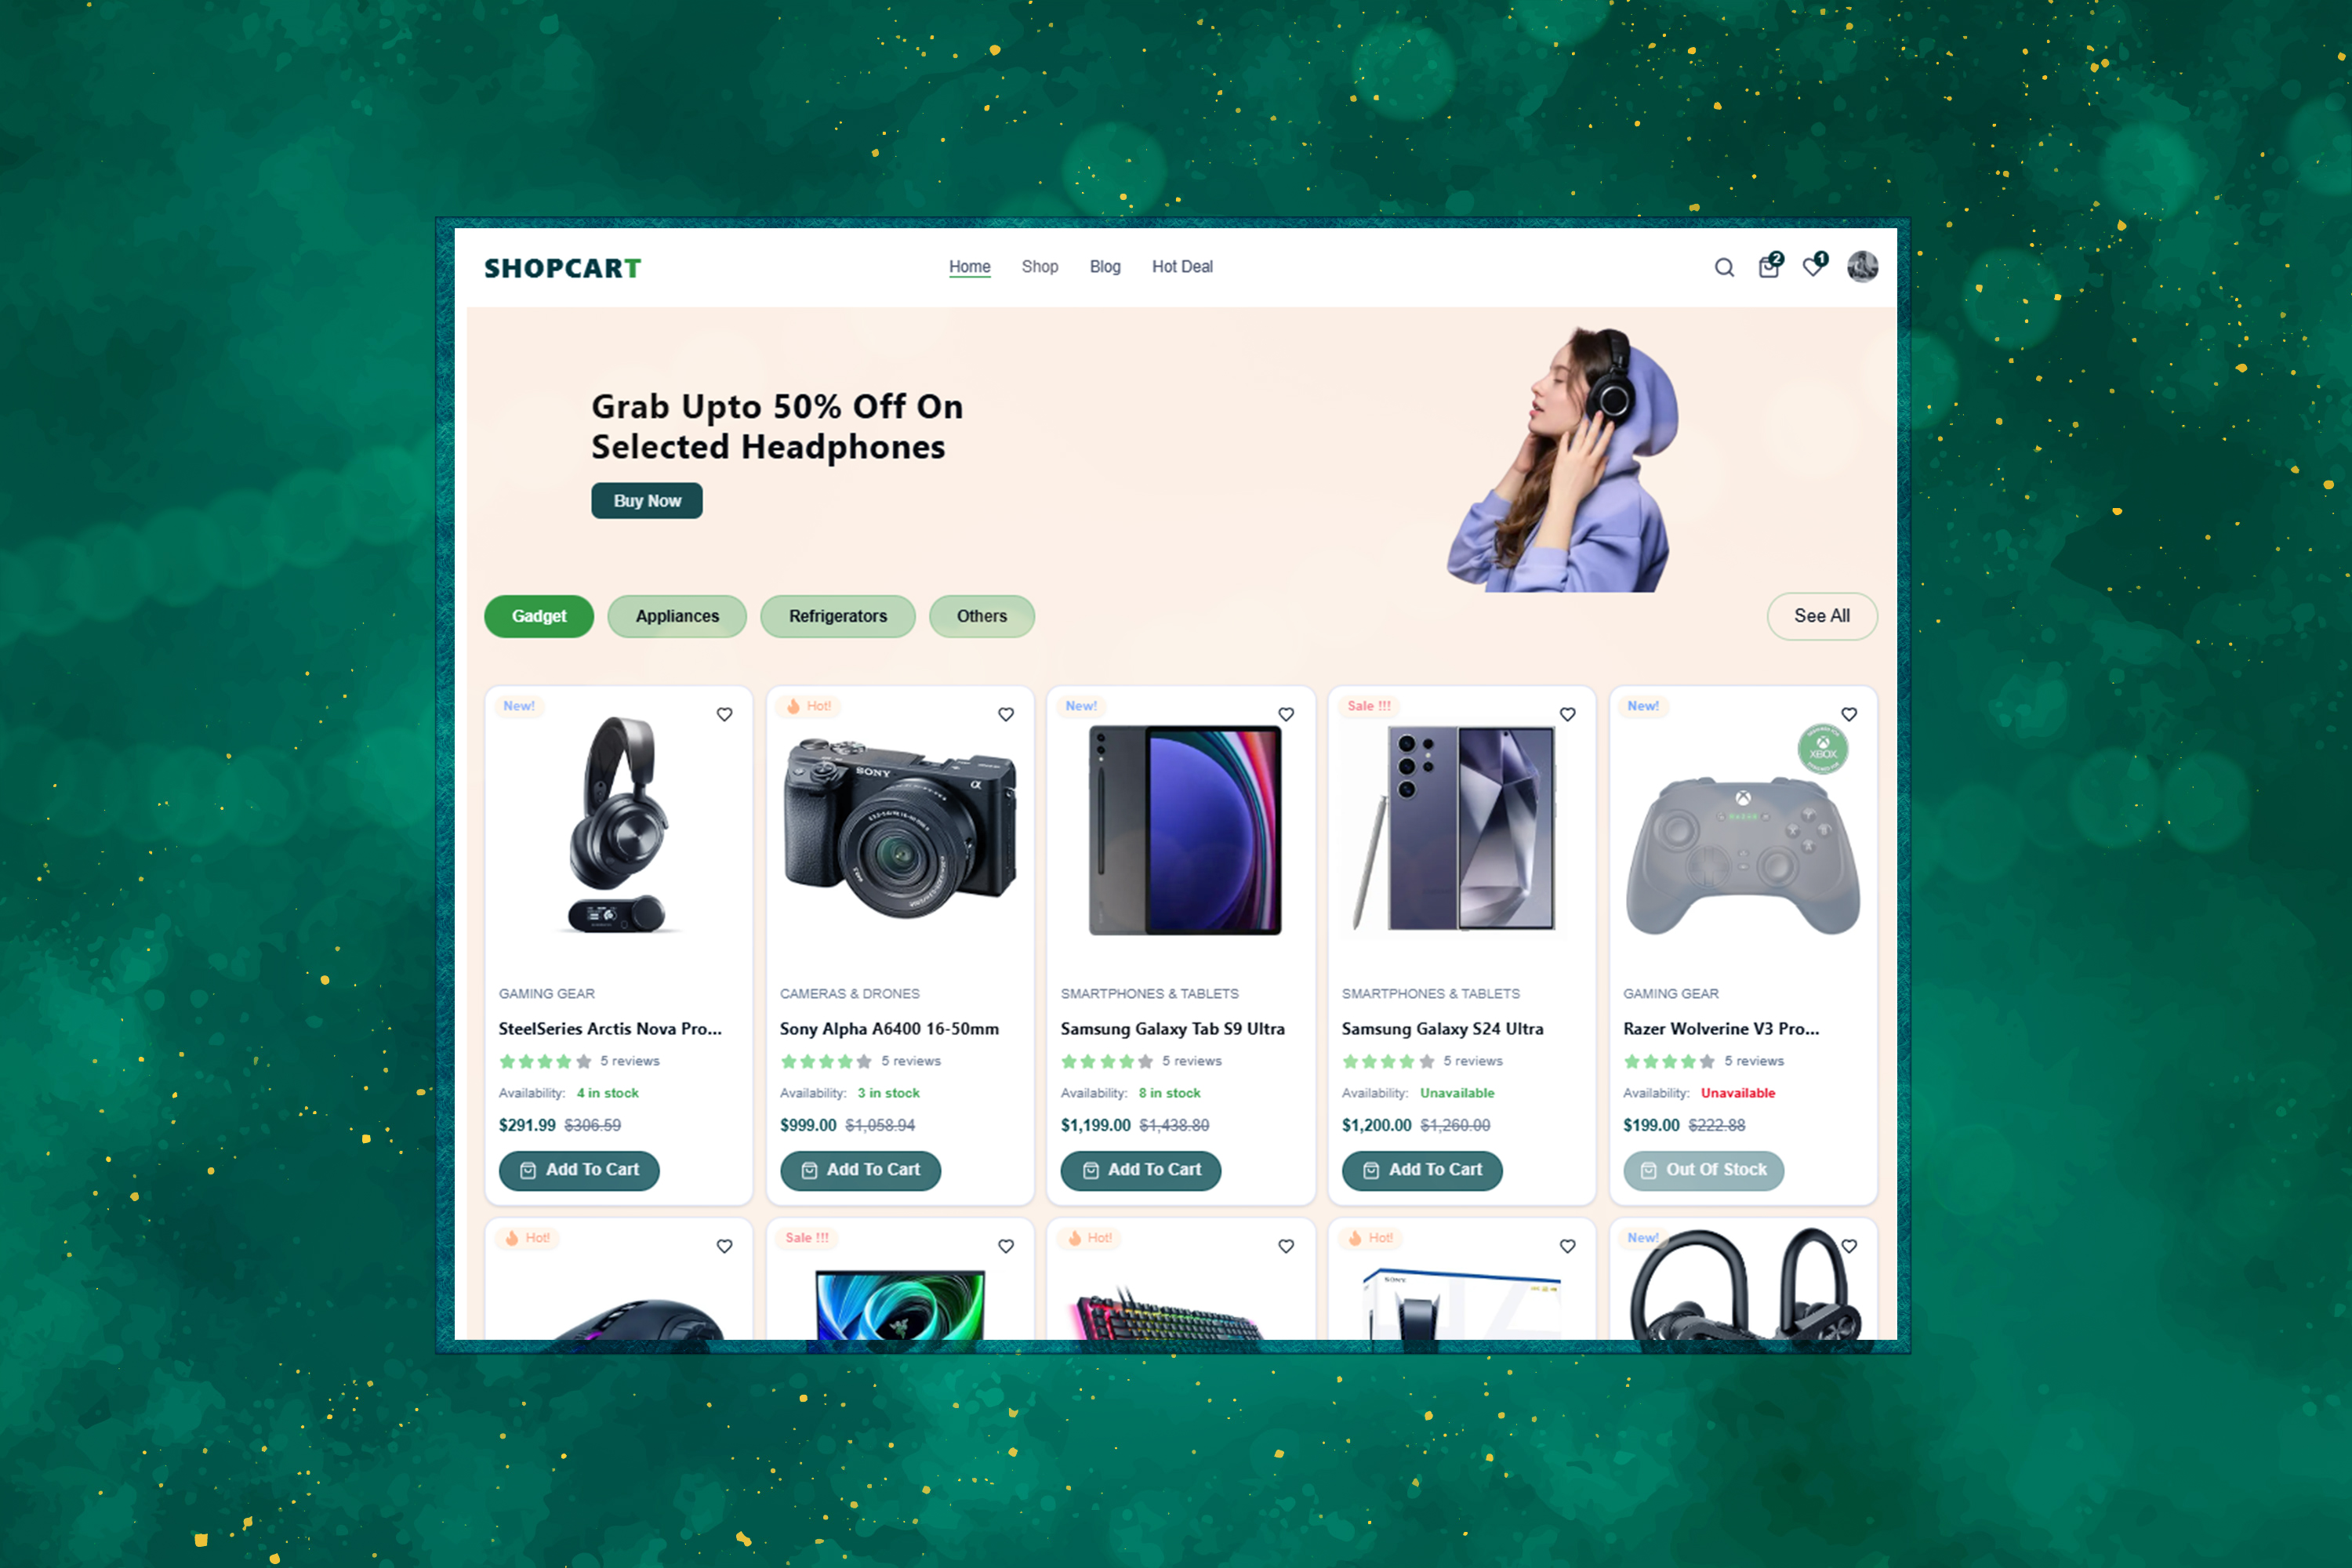 SHOPCART
Home Shop Blog Hot Deal
2 1
Grab Upto 50% Off On
Selected Headphones
Buy Now
Gadget Appliances Refrigerators Others See All
New! Hot! New! Sale !!! New!
SONY
α
XBOX
GAMING GEAR
SteelSeries Arctis Nova Pro...
5 reviews
Availability: 4 in stock
$291.99 $306.59
Add To Cart
CAMERAS & DRONES
Sony Alpha A6400 16-50mm
5 reviews
Availability: 3 in stock
$999.00 $1,058.94
Add To Cart
SMARTPHONES & TABLETS
Samsung Galaxy Tab S9 Ultra
5 reviews
Availability: 8 in stock
$1,199.00 $1,438.80
Add To Cart
SMARTPHONES & TABLETS
Samsung Galaxy S24 Ultra
5 reviews
Availability: Unavailable
$1,200.00 $1,260.00
Add To Cart
GAMING GEAR
Razer Wolverine V3 Pro...
5 reviews
Availability: Unavailable
$199.00 $222.88
Out Of Stock
Hot! Sale !!! Hot! Hot! New!
SONY